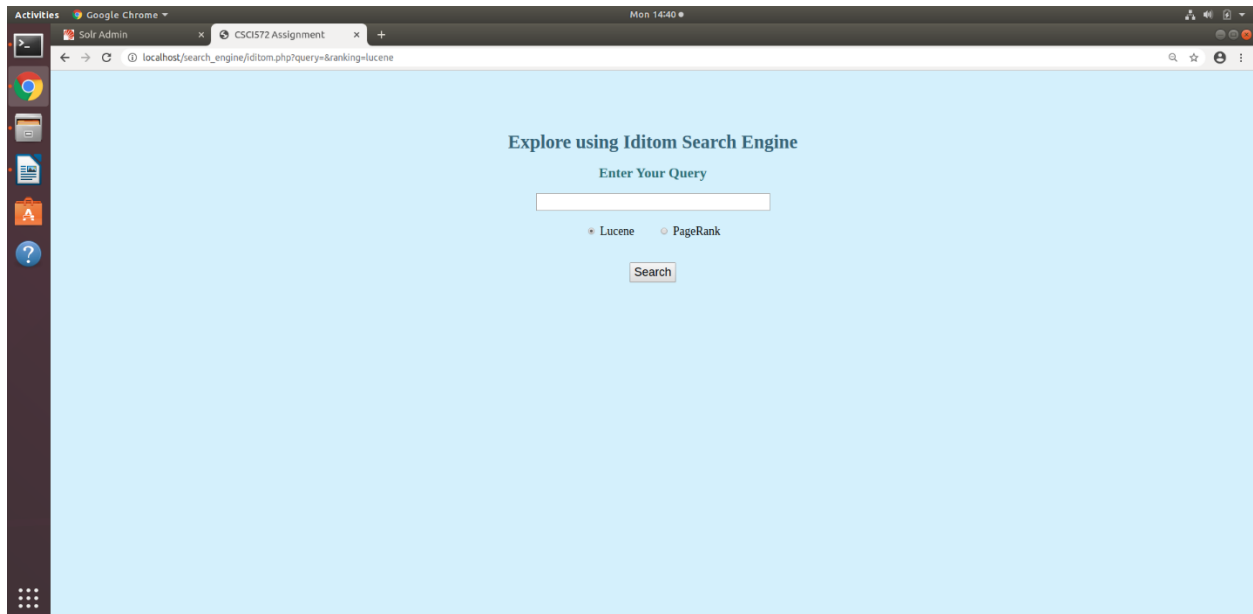 Activities Google Chrome Mon 14:40
Solr Admin CSCI572 Assignment
localhost/search_engine/iditom.php?query=&ranking=lucene
Explore using Iditom Search Engine
Enter Your Query
Lucene PageRank
Search